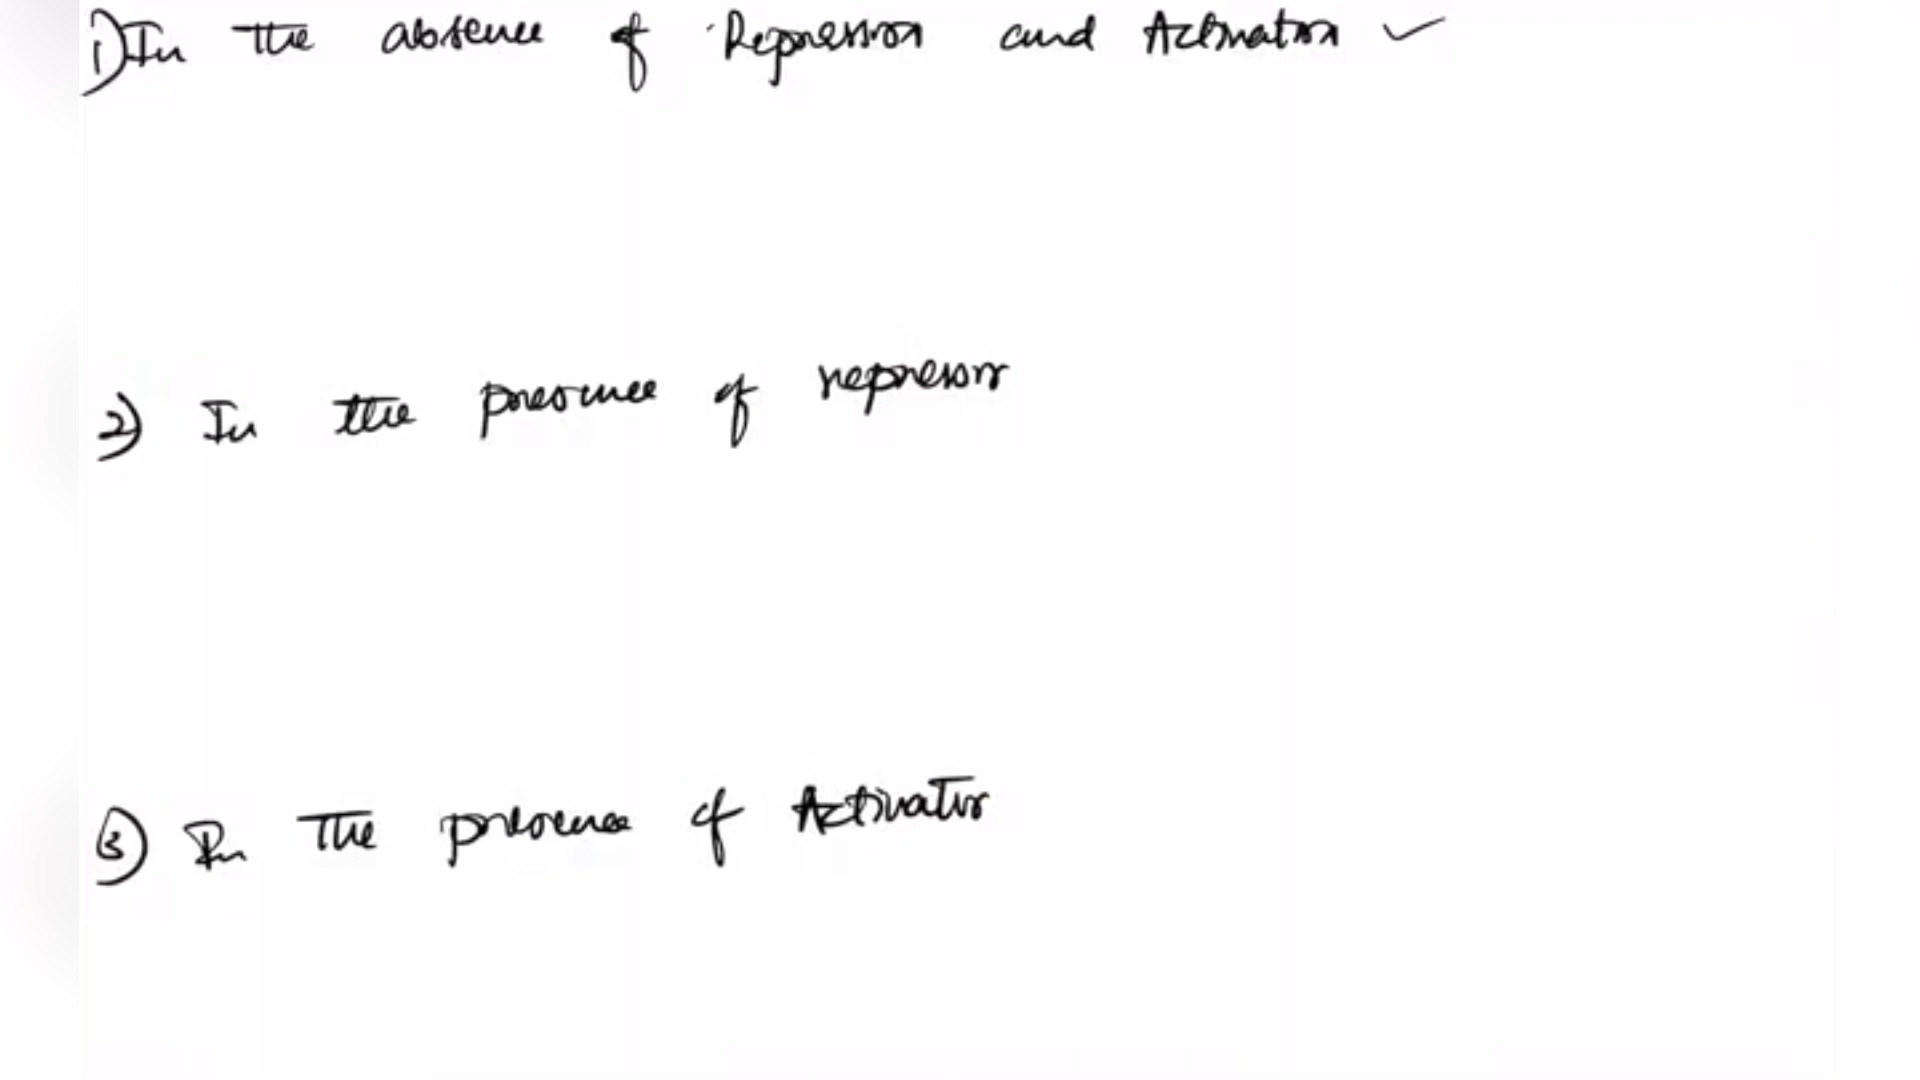 1) In the absence of Repressor and Activator ✓
2) In the presence of repressor
3) In The presence of Activator